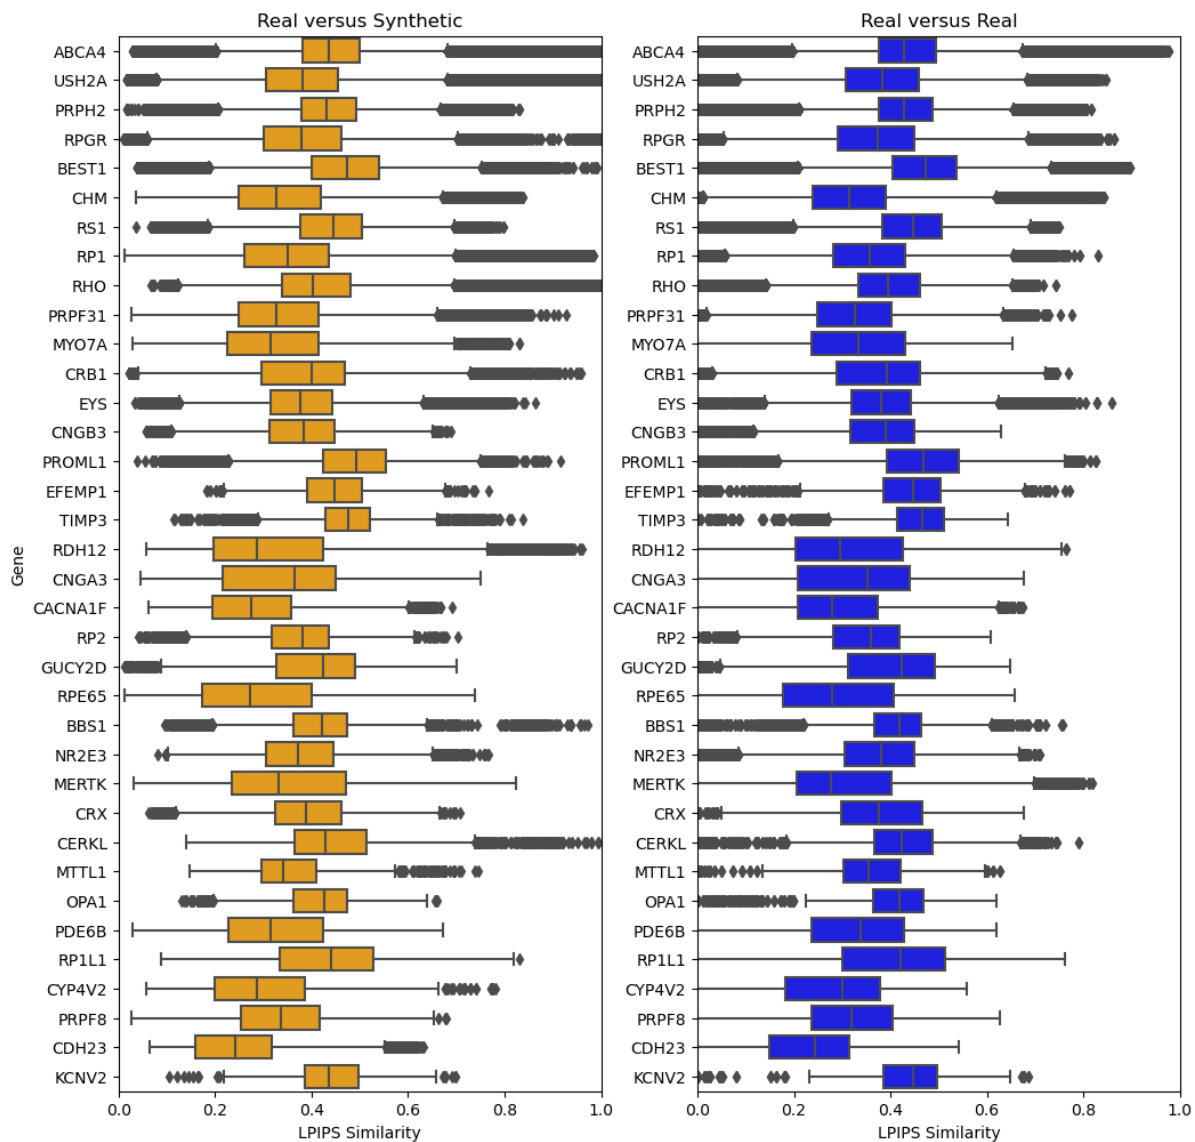 Real versus Synthetic
Real versus Real
Gene
ABCA4
USH2A
PRPH2
RPGR
BEST1
CHM
RS1
RP1
RHO
PRPF31
MYO7A
CRB1
EYS
CNGB3
PROML1
EFEMP1
TIMP3
RDH12
CNGA3
CACNA1F
RP2
GUCY2D
RPE65
BBS1
NR2E3
MERTK
CRX
CERKL
MTTL1
OPA1
PDE6B
RP1L1
CYP4V2
PRPF8
CDH23
KCNV2
0.0 0.2 0.4 0.6 0.8 1.0
LPIPS Similarity
ABCA4
USH2A
PRPH2
RPGR
BEST1
CHM
RS1
RP1
RHO
PRPF31
MYO7A
CRB1
EYS
CNGB3
PROML1
EFEMP1
TIMP3
RDH12
CNGA3
CACNA1F
RP2
GUCY2D
RPE65
BBS1
NR2E3
MERTK
CRX
CERKL
MTTL1
OPA1
PDE6B
RP1L1
CYP4V2
PRPF8
CDH23
KCNV2
0.0 0.2 0.4 0.6 0.8 1.0
LPIPS Similarity